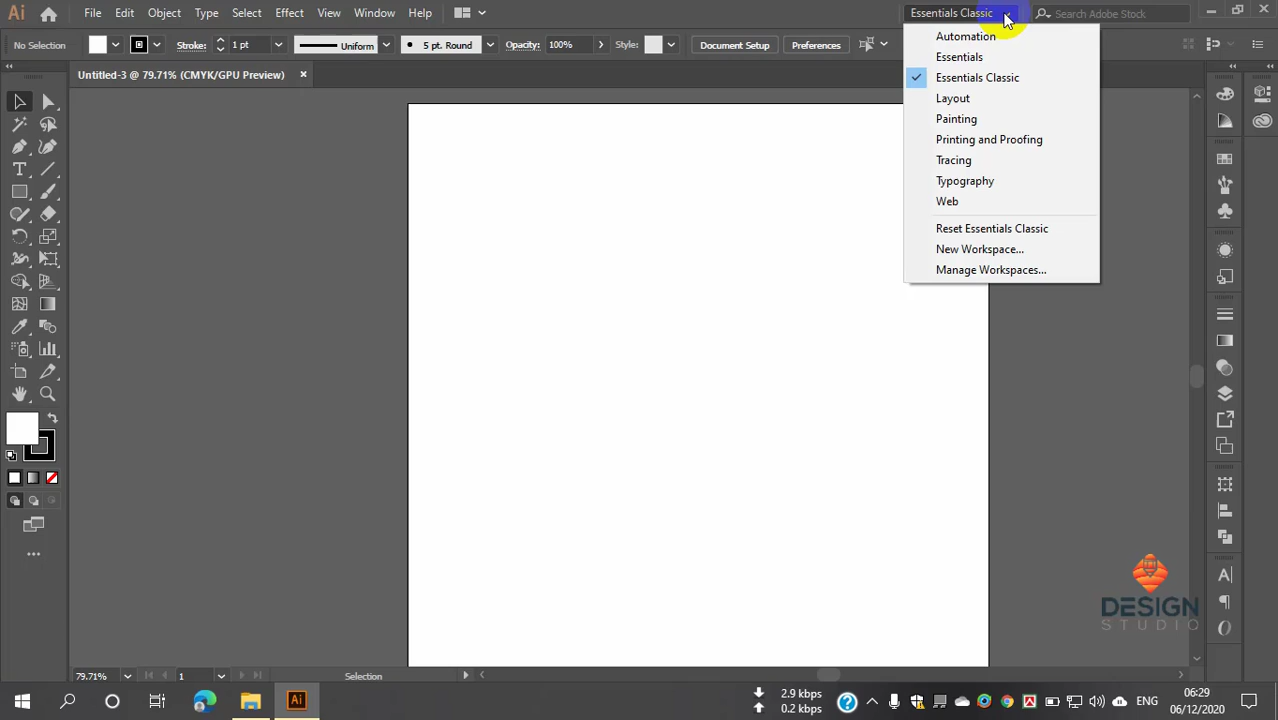 Ai File Edit Object Type Select Effect View Window Help Essentials Classic Search Adobe Stock
No Selection Stroke: 1 pt Uniform 5 pt. Round Opacity: 100% Style: Document Setup Preferences
Untitled-3 @ 79.71% (CMYK/GPU Preview)
Automation
Essentials
Essentials Classic
Layout
Painting
Printing and Proofing
Tracing
Typography
Web
Reset Essentials Classic
New Workspace...
Manage Workspaces...
DESIGN
STUDIO
79.71% 1 Selection
Ai 2.9 kbps ENG 06:29
0.2 kbps 06/12/2020